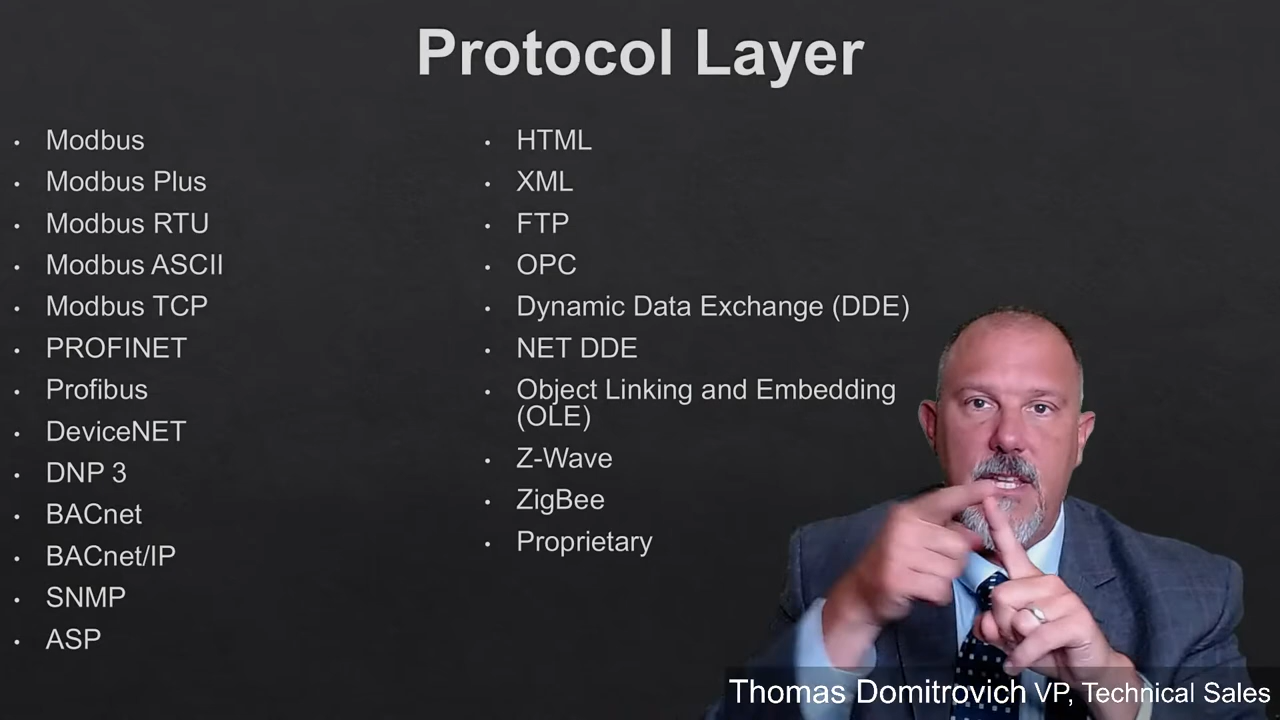 Protocol Layer
• Modbus
• Modbus Plus
• Modbus RTU
• Modbus ASCII
• Modbus TCP
• PROFINET
• Profibus
• DeviceNET
• DNP 3
• BACnet
• BACnet/IP
• SNMP
• ASP
• HTML
• XML
• FTP
• OPC
• Dynamic Data Exchange (DDE)
• NET DDE
• Object Linking and Embedding
(OLE)
• Z-Wave
• ZigBee
• Proprietary
Thomas Domitrovich VP, Technical Sales